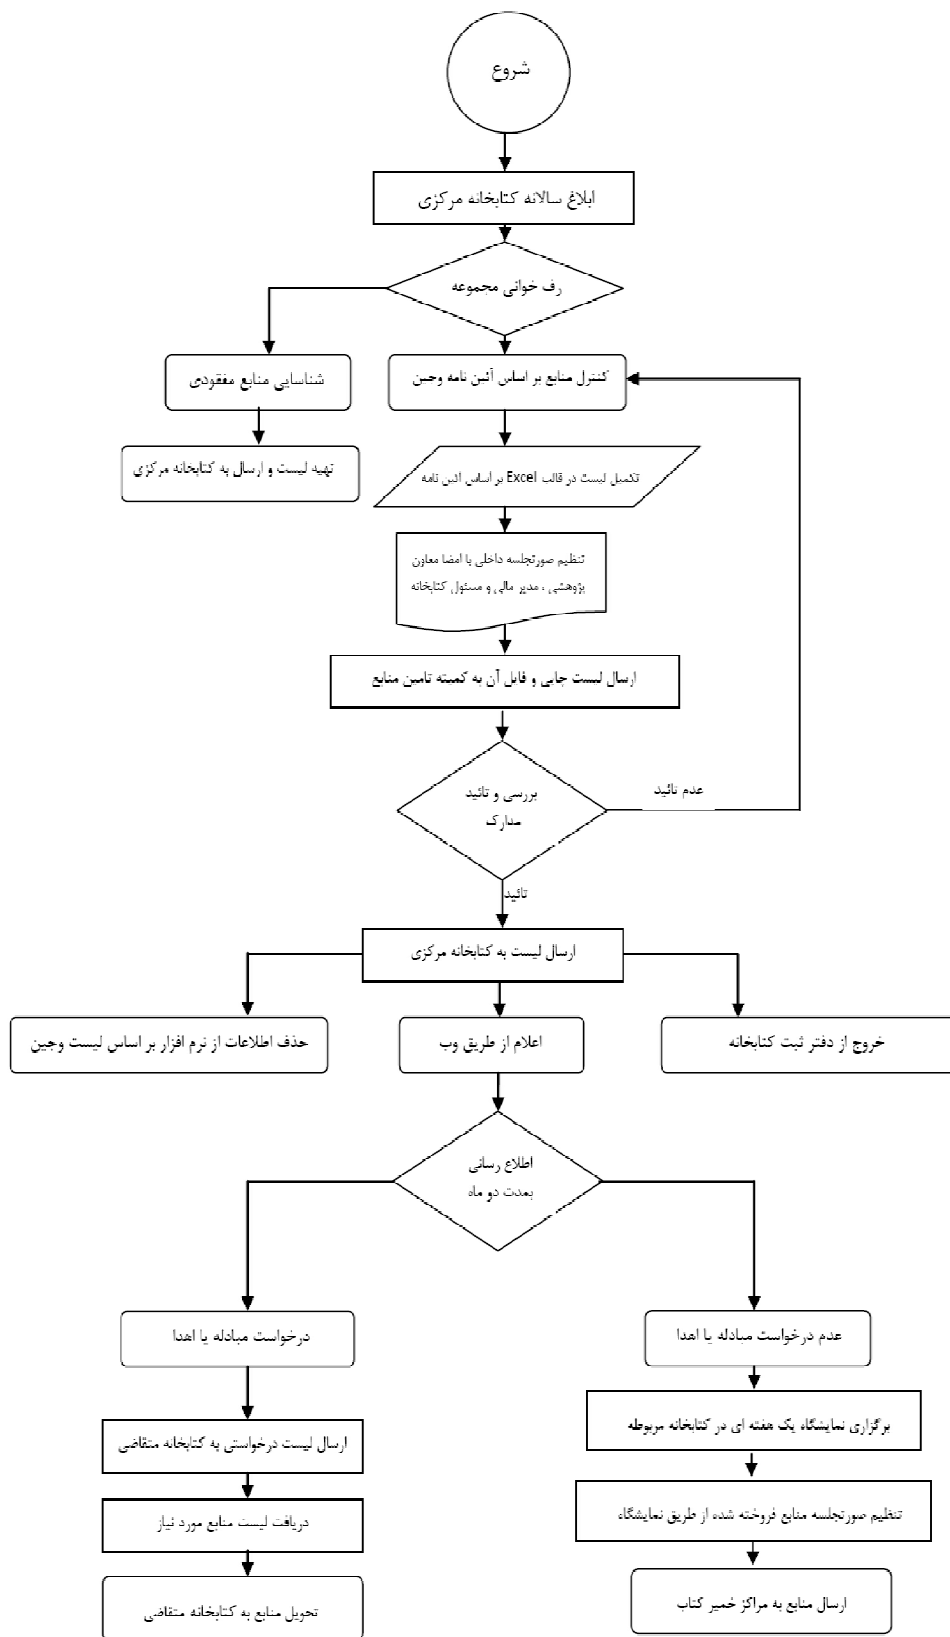 شروع
ابلاغ سالانه کتابخانه مرکزی
رف خوانی مجموعه
شناسایی منابع مفقودی
کنترل منابع بر اساس آئین نامه وجین
تهیه لیست و ارسال به کتابخانه مرکزی
تکمیل لیست در قالب Excel بر اساس ائین نامه
تنظیم صورتجلسه داخلی با امضا معاون
پژوهشی ، مدیر مالی و مسئول کتابخانه
ارسال لیست چاپی و فایل آن به کمیته تامین منابع
بررسی و تائید
مدارک
عدم تائید
تائید
ارسال لیست به کتابخانه مرکزی
خروج از دفتر ثبت کتابخانه
اعلام از طریق وب
حذف اطلاعات از نرم افزار بر اساس لیست وجین
اطلاع رسانی
بمدت دو ماه
عدم درخواست مبادله یا اهدا
درخواست مبادله یا اهدا
برگزاری نمایشگاه یک هفته ای در کتابخانه مربوطه
ارسال لیست درخواستی به کتابخانه متقاضی
تنظیم صورتجلسه منابع فروخته شده از طریق نمایشگاه
دریافت لیست منابع مورد نیاز
ارسال منابع به مراکز خمیر کتاب
تحویل منابع به کتابخانه متقاضی